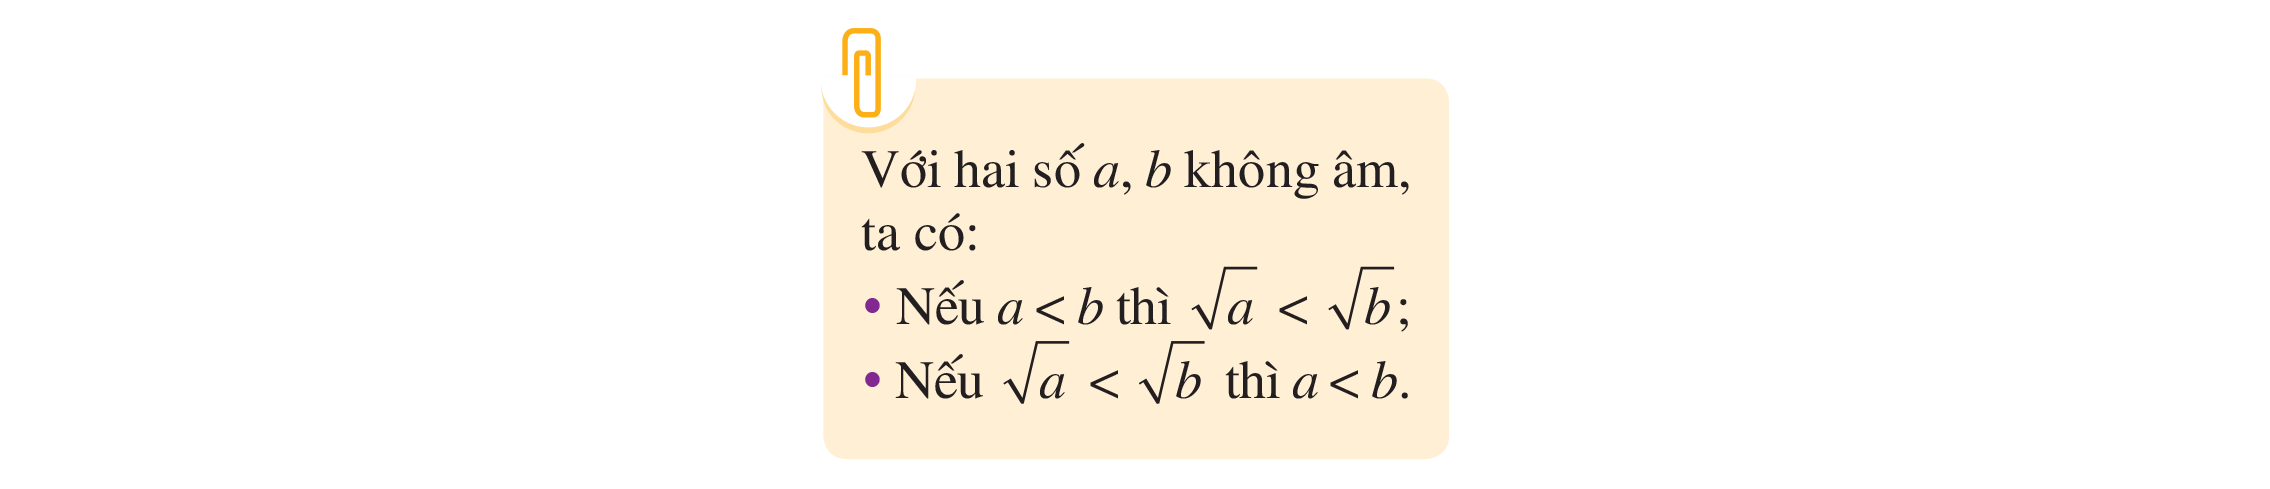 Với hai số a, b không âm,
ta có:
• Nếu a < b thì √a < √b;
• Nếu √a < √b thì a < b.